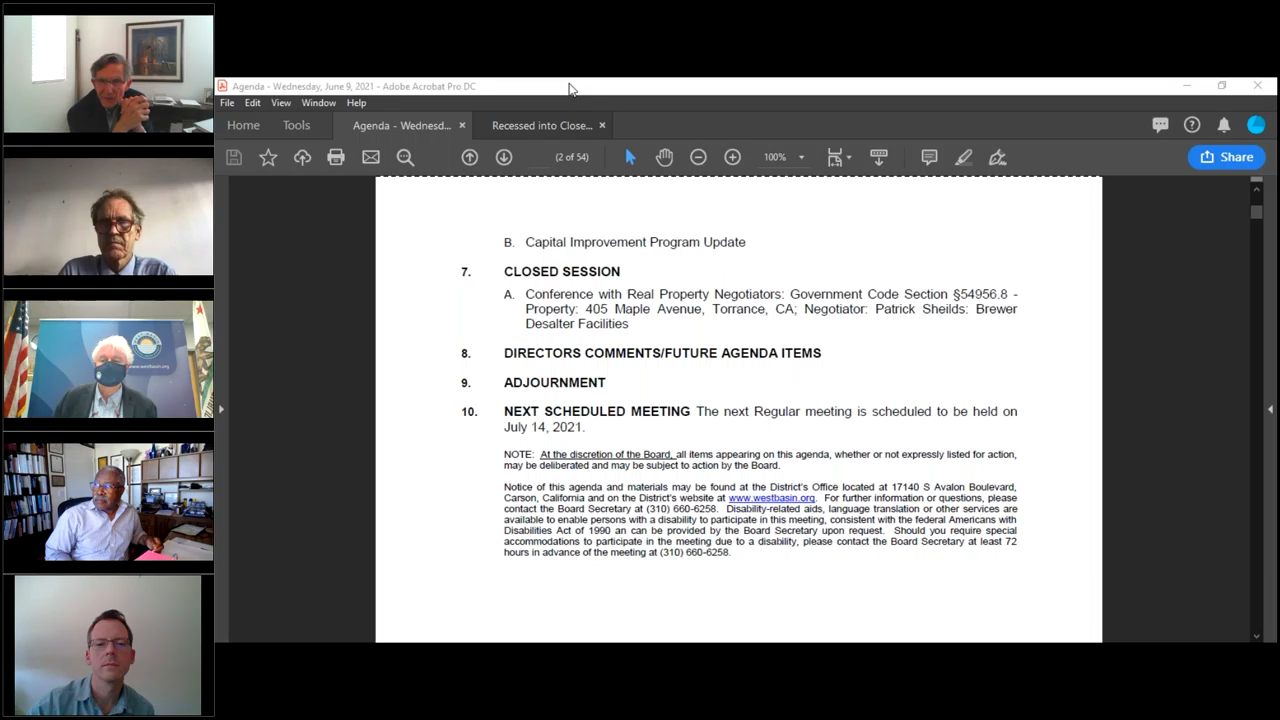 www.westbasin.org
Agenda - Wednesday, June 9, 2021 - Adobe Acrobat Pro DC
File Edit View Window Help
Home Tools Agenda - Wednesd... × Recessed into Close... ×
(2 of 54) 100% Share
B. Capital Improvement Program Update
7. CLOSED SESSION
A. Conference with Real Property Negotiators: Government Code Section §54956.8 -
Property: 405 Maple Avenue, Torrance, CA; Negotiator: Patrick Sheilds: Brewer
Desalter Facilities
8. DIRECTORS COMMENTS/FUTURE AGENDA ITEMS
9. ADJOURNMENT
10. NEXT SCHEDULED MEETING The next Regular meeting is scheduled to be held on
July 14, 2021.
NOTE: At the discretion of the Board, all items appearing on this agenda, whether or not expressly listed for action,
may be deliberated and may be subject to action by the Board.
Notice of this agenda and materials may be found at the District's Office located at 17140 S Avalon Boulevard,
Carson, California and on the District's website at www.westbasin.org. For further information or questions, please
contact the Board Secretary at (310) 660-6258. Disability-related aids, language translation or other services are
available to enable persons with a disability to participate in this meeting, consistent with the federal Americans with
Disabilities Act of 1990 an can be provided by the Board Secretary upon request. Should you require special
accommodations to participate in the meeting due to a disability, please contact the Board Secretary at least 72
hours in advance of the meeting at (310) 660-6258.